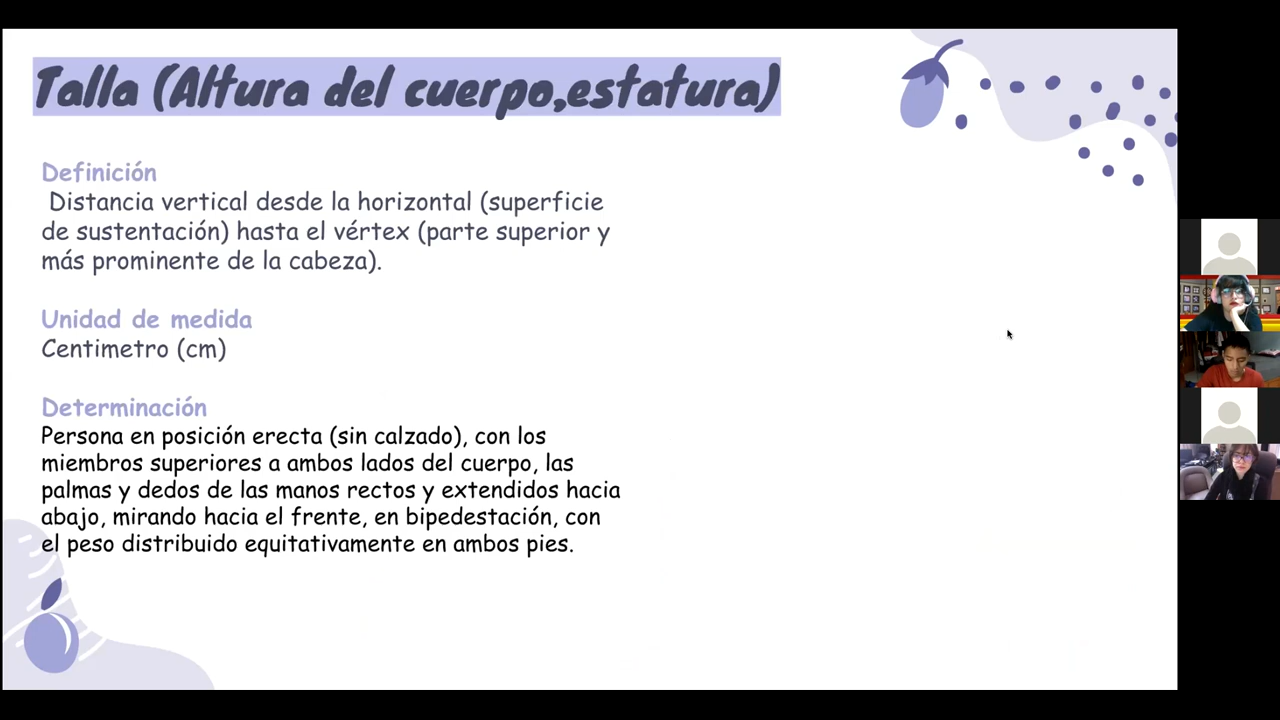 Talla (Altura del cuerpo,estatura)
Definición
Distancia vertical desde la horizontal (superficie
de sustentación) hasta el vértex (parte superior y
más prominente de la cabeza).
Unidad de medida
Centimetro (cm)
Determinación
Persona en posición erecta (sin calzado), con los
miembros superiores a ambos lados del cuerpo, las
palmas y dedos de las manos rectos y extendidos hacia
abajo, mirando hacia el frente, en bipedestación, con
el peso distribuido equitativamente en ambos pies.